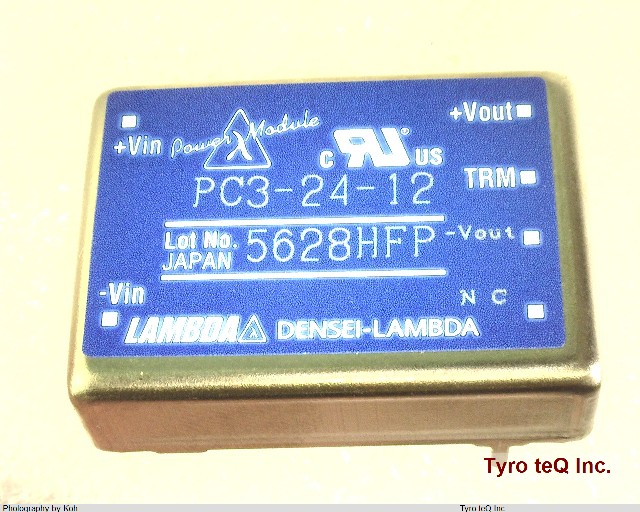 +Vin
Power Module
+Vout
c RU US
TRM
PC3-24-12
Lot No.
JAPAN
5628HFP
-Vout
-Vin
N C
LAMBDA
DENSEI-LAMBDA
Tyro teQ Inc.
Photography by Koh
Tyro teQ Inc